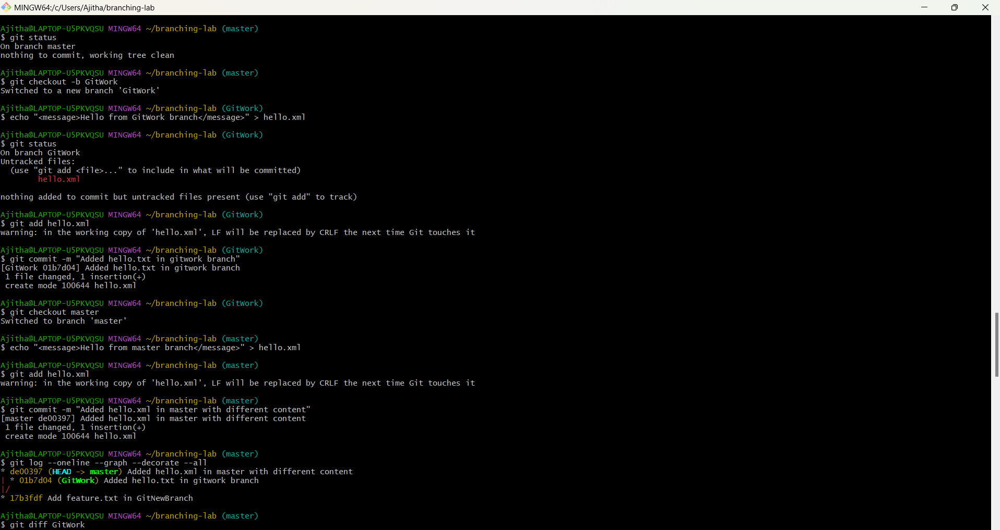 MINGW64:/c/Users/Ajitha/branching-lab
Ajitha@LAPTOP-U5PKVQSU MINGW64 ~/branching-lab (master)
$ git status
On branch master
nothing to commit, working tree clean
Ajitha@LAPTOP-U5PKVQSU MINGW64 ~/branching-lab (master)
$ git checkout -b GitWork
Switched to a new branch 'GitWork'
Ajitha@LAPTOP-U5PKVQSU MINGW64 ~/branching-lab (GitWork)
$ echo "<message>Hello from GitWork branch</message>" > hello.xml
Ajitha@LAPTOP-U5PKVQSU MINGW64 ~/branching-lab (GitWork)
$ git status
On branch GitWork
Untracked files:
  (use "git add <file>..." to include in what will be committed)
        hello.xml
nothing added to commit but untracked files present (use "git add" to track)
Ajitha@LAPTOP-U5PKVQSU MINGW64 ~/branching-lab (GitWork)
$ git add hello.xml
warning: in the working copy of 'hello.xml', LF will be replaced by CRLF the next time Git touches it
Ajitha@LAPTOP-U5PKVQSU MINGW64 ~/branching-lab (GitWork)
$ git commit -m "Added hello.txt in gitwork branch"
[GitWork 01b7d04] Added hello.txt in gitwork branch
 1 file changed, 1 insertion(+)
 create mode 100644 hello.xml
Ajitha@LAPTOP-U5PKVQSU MINGW64 ~/branching-lab (GitWork)
$ git checkout master
Switched to branch 'master'
Ajitha@LAPTOP-U5PKVQSU MINGW64 ~/branching-lab (master)
$ echo "<message>Hello from master branch</message>" > hello.xml
Ajitha@LAPTOP-U5PKVQSU MINGW64 ~/branching-lab (master)
$ git add hello.xml
warning: in the working copy of 'hello.xml', LF will be replaced by CRLF the next time Git touches it
Ajitha@LAPTOP-U5PKVQSU MINGW64 ~/branching-lab (master)
$ git commit -m "Added hello.xml in master with different content"
[master de00397] Added hello.xml in master with different content
 1 file changed, 1 insertion(+)
 create mode 100644 hello.xml
Ajitha@LAPTOP-U5PKVQSU MINGW64 ~/branching-lab (master)
$ git log --oneline --graph --decorate --all
* de00397 (HEAD -> master) Added hello.xml in master with different content
| * 01b7d04 (GitWork) Added hello.txt in gitwork branch
|/
* 17b3fdf Add feature.txt in GitNewBranch
Ajitha@LAPTOP-U5PKVQSU MINGW64 ~/branching-lab (master)
$ git diff GitWork